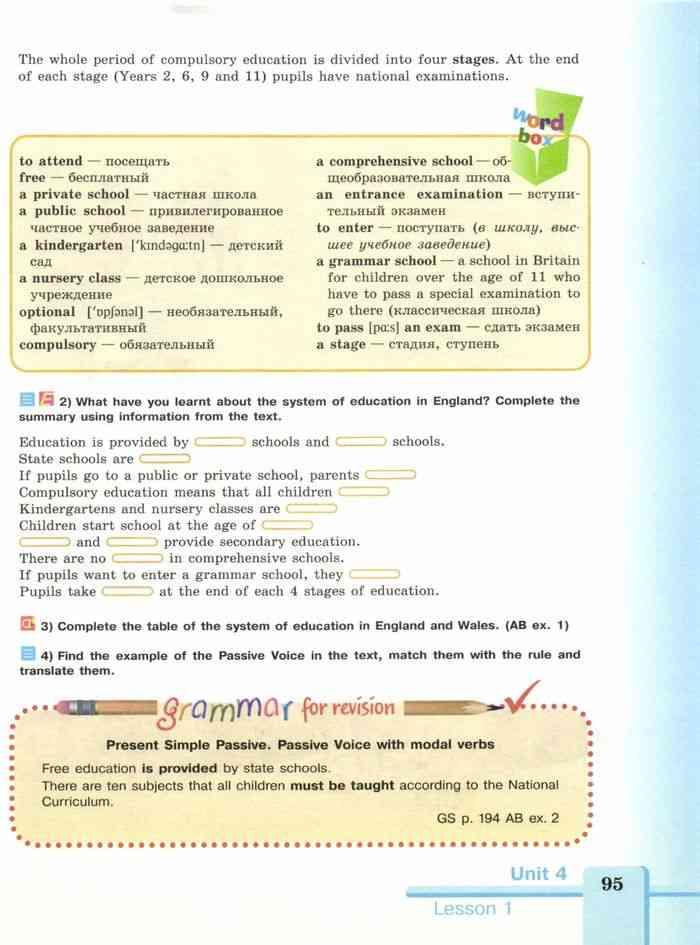 The whole period of compulsory education is divided into four stages. At the end
of each stage (Years 2, 6, 9 and 11) pupils have national examinations.
word
box
to attend — посещать
free — бесплатный
a private school — частная школа
a public school — привилегированное
частное учебное заведение
a kindergarten [ˈkɪndəgɑːtn] — детский
сад
a nursery class — детское дошкольное
учреждение
optional [ˈɒpʃənəl] — необязательный,
факультативный
compulsory — обязательный
a comprehensive school — об-
щеобразовательная школа
an entrance examination — вступи-
тельный экзамен
to enter — поступать (в школу, выс-
шее учебное заведение)
a grammar school — a school in Britain
for children over the age of 11 who
have to pass a special examination to
go there (классическая школа)
to pass [pɑːs] an exam — сдать экзамен
a stage — стадия, ступень
2) What have you learnt about the system of education in England? Complete the
summary using information from the text.
Education is provided by schools and schools.
State schools are
If pupils go to a public or private school, parents
Compulsory education means that all children
Kindergartens and nursery classes are
Children start school at the age of
and provide secondary education.
There are no in comprehensive schools.
If pupils want to enter a grammar school, they
Pupils take at the end of each 4 stages of education.
3) Complete the table of the system of education in England and Wales. (AB ex. 1)
4) Find the example of the Passive Voice in the text, match them with the rule and
translate them.
grammar for revision
Present Simple Passive. Passive Voice with modal verbs
Free education is provided by state schools.
There are ten subjects that all children must be taught according to the National
Curriculum.
GS p. 194 AB ex. 2
Unit 4
95
Lesson 1